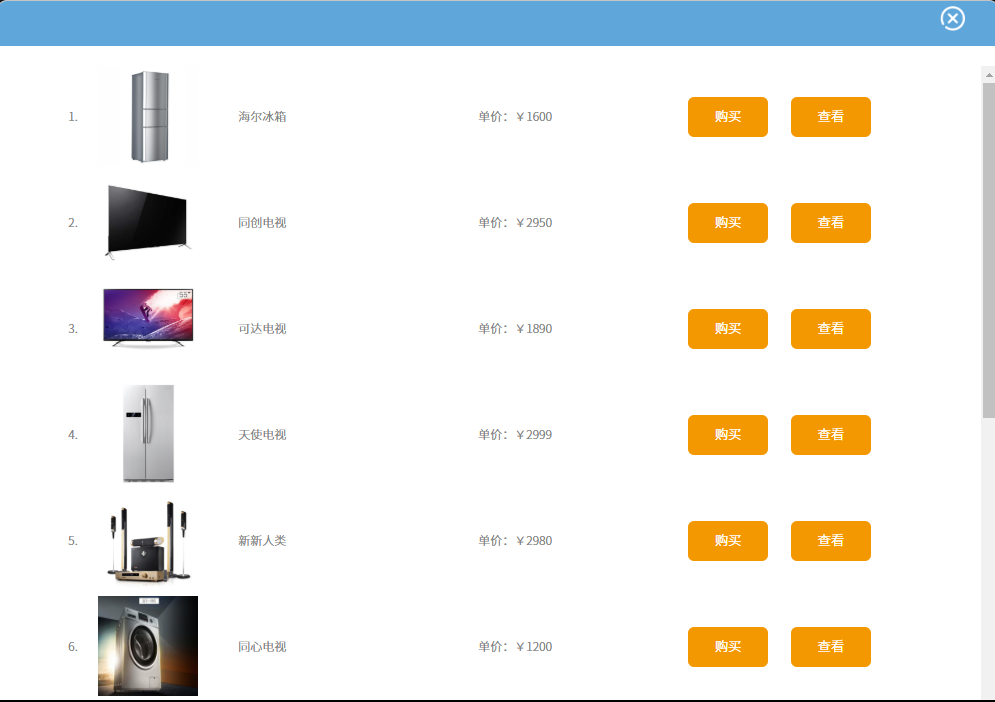 1. 海尔冰箱 单价：￥1600 购买 查看
2. 同创电视 单价：￥2950 购买 查看
55"
3. 可达电视 单价：￥1890 购买 查看
4. 天使电视 单价：￥2999 购买 查看
5. 新新人类 单价：￥2980 购买 查看
6. 同心电视 单价：￥1200 购买 查看